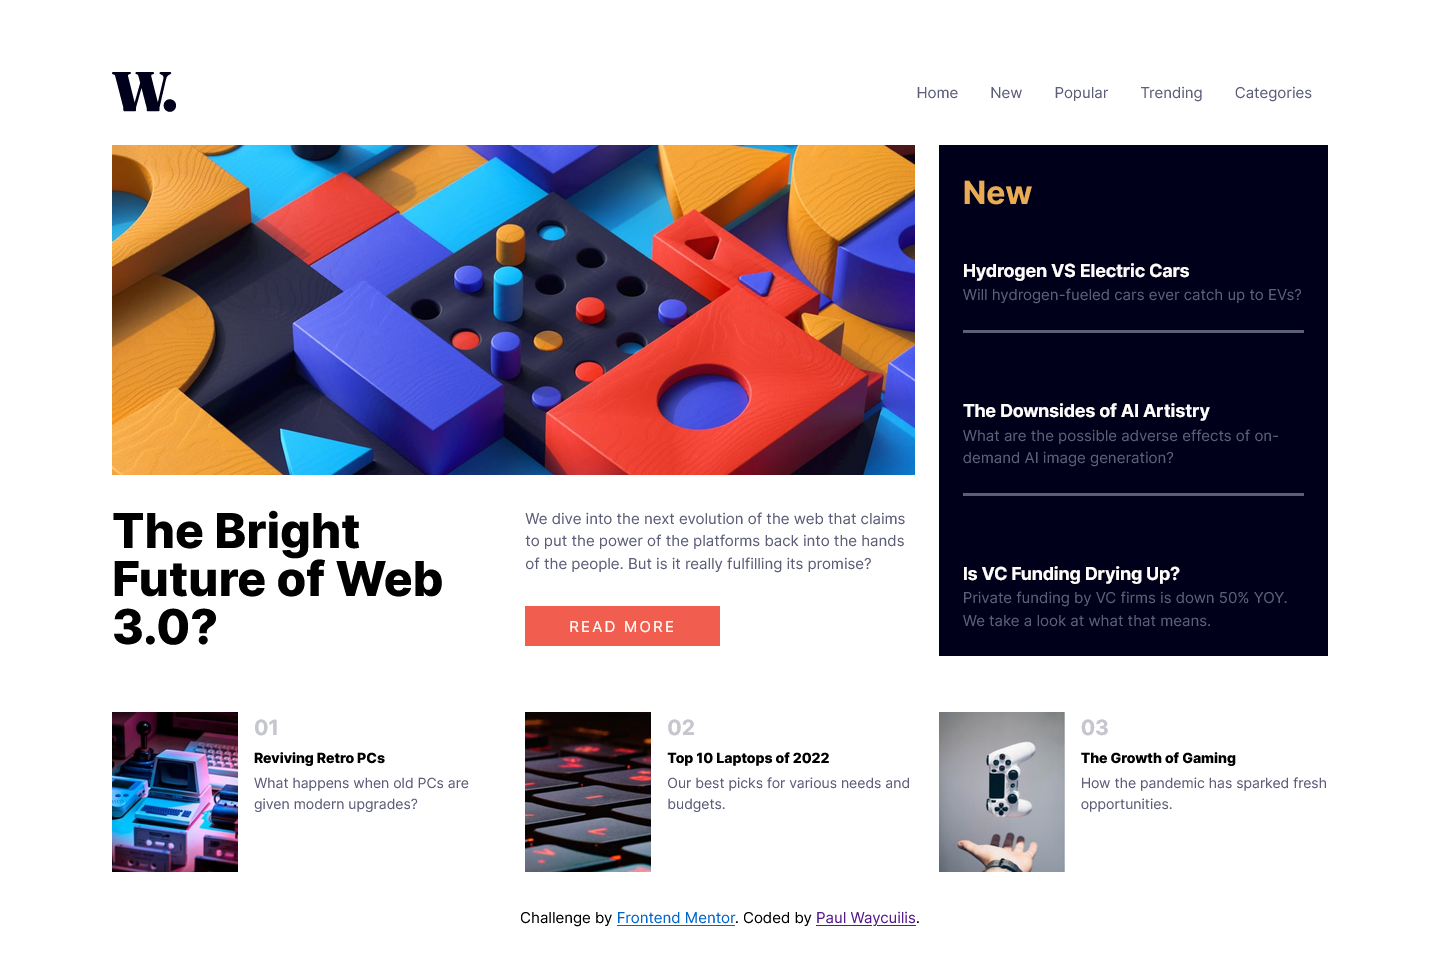 W.
Home New Popular Trending Categories
New
Hydrogen VS Electric Cars
Will hydrogen-fueled cars ever catch up to EVs?
The Downsides of AI Artistry
What are the possible adverse effects of on-
demand AI image generation?
Is VC Funding Drying Up?
Private funding by VC firms is down 50% YOY.
We take a look at what that means.
The Bright
Future of Web
3.0?
We dive into the next evolution of the web that claims
to put the power of the platforms back into the hands
of the people. But is it really fulfilling its promise?
READ MORE
01
Reviving Retro PCs
What happens when old PCs are
given modern upgrades?
02
Top 10 Laptops of 2022
Our best picks for various needs and
budgets.
03
The Growth of Gaming
How the pandemic has sparked fresh
opportunities.
Challenge by Frontend Mentor. Coded by Paul Waycuilis.